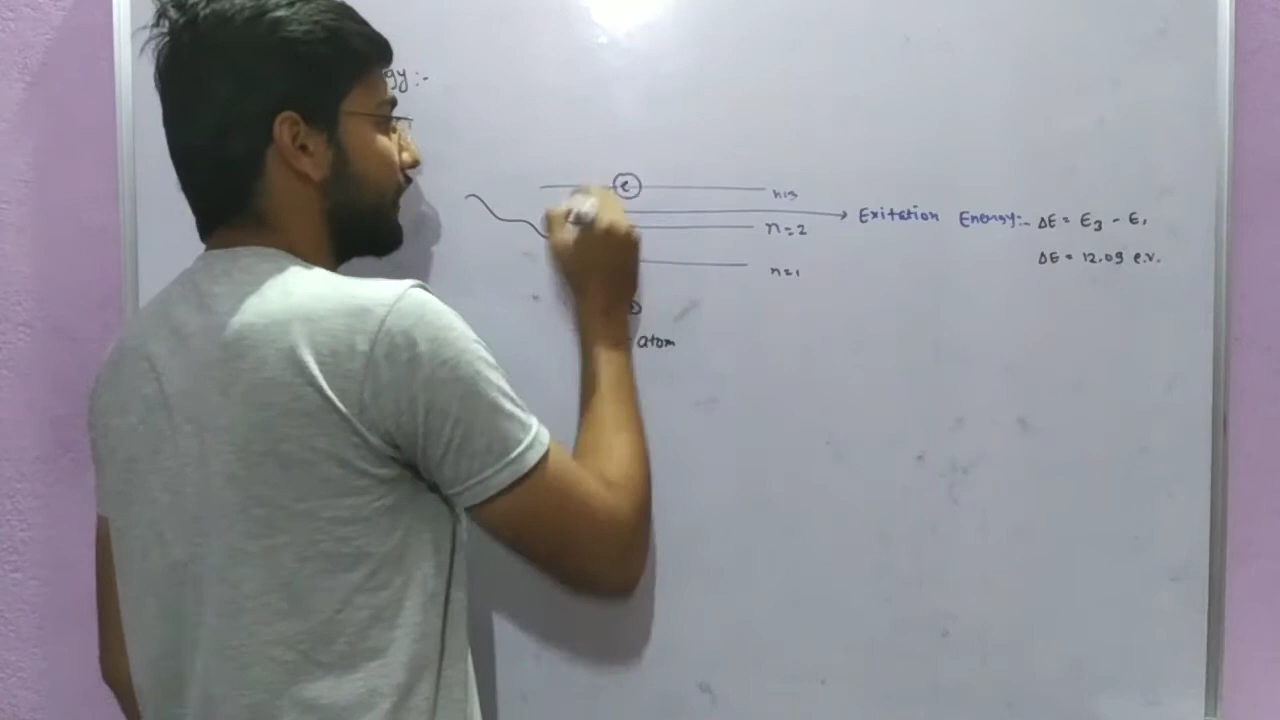 gy:-
e
n=3
Exitation Energy:- ΔE = E3 - E1
n=2
ΔE = 12.09 e.v.
n=1
atom